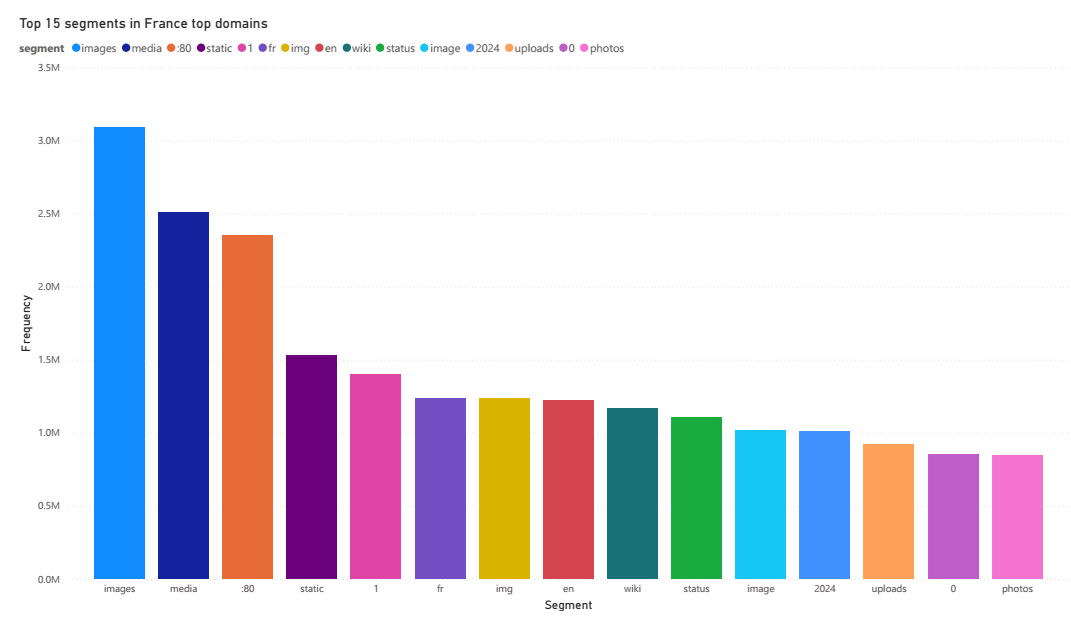 Top 15 segments in France top domains
segment images media :80 static 1 fr img en wiki status image 2024 uploads 0 photos
3.5M
3.0M
2.5M
2.0M
1.5M
1.0M
0.5M
0.0M
Frequency
images media :80 static 1 fr img en wiki status image 2024 uploads 0 photos
Segment